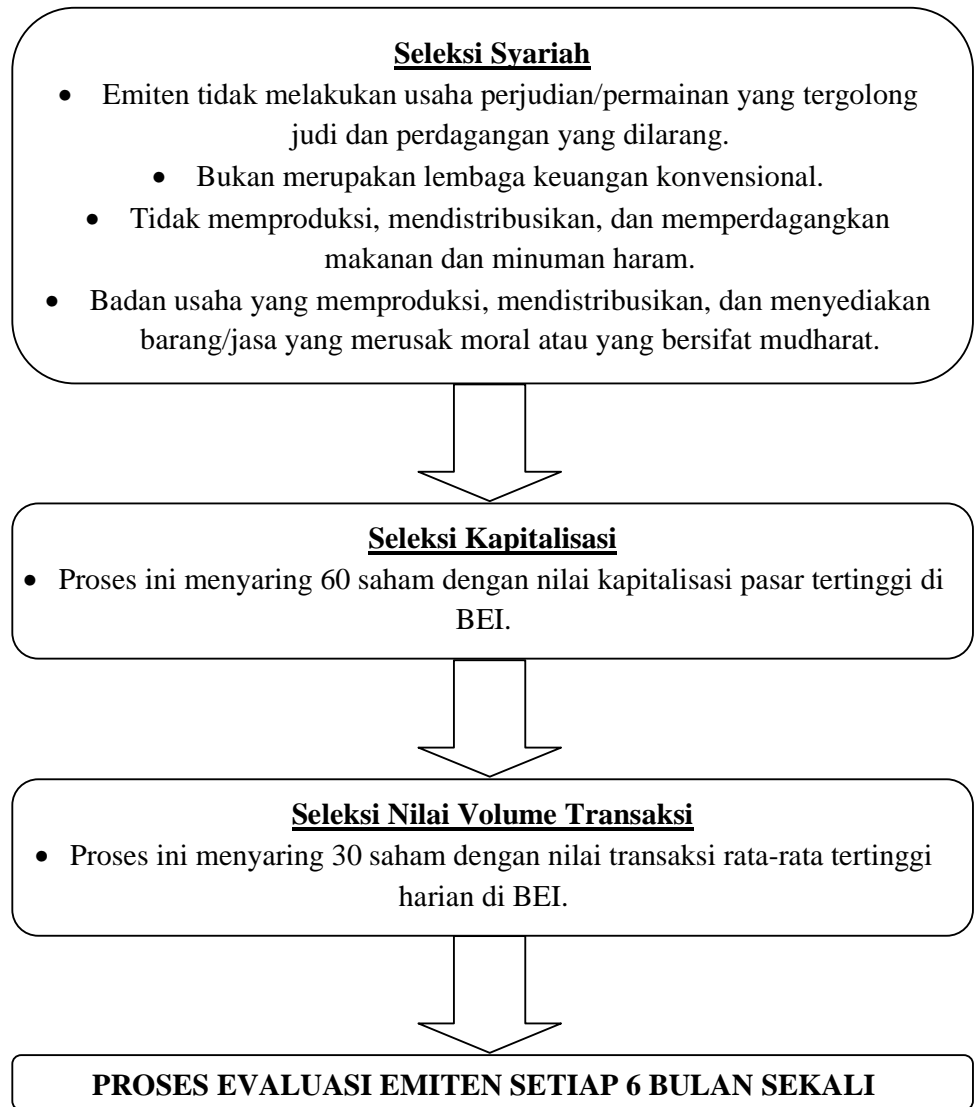 Seleksi Syariah
• Emiten tidak melakukan usaha perjudian/permainan yang tergolong
judi dan perdagangan yang dilarang.
• Bukan merupakan lembaga keuangan konvensional.
• Tidak memproduksi, mendistribusikan, dan memperdagangkan
makanan dan minuman haram.
• Badan usaha yang memproduksi, mendistribusikan, dan menyediakan
barang/jasa yang merusak moral atau yang bersifat mudharat.
Seleksi Kapitalisasi
• Proses ini menyaring 60 saham dengan nilai kapitalisasi pasar tertinggi di
BEI.
Seleksi Nilai Volume Transaksi
• Proses ini menyaring 30 saham dengan nilai transaksi rata-rata tertinggi
harian di BEI.
PROSES EVALUASI EMITEN SETIAP 6 BULAN SEKALI